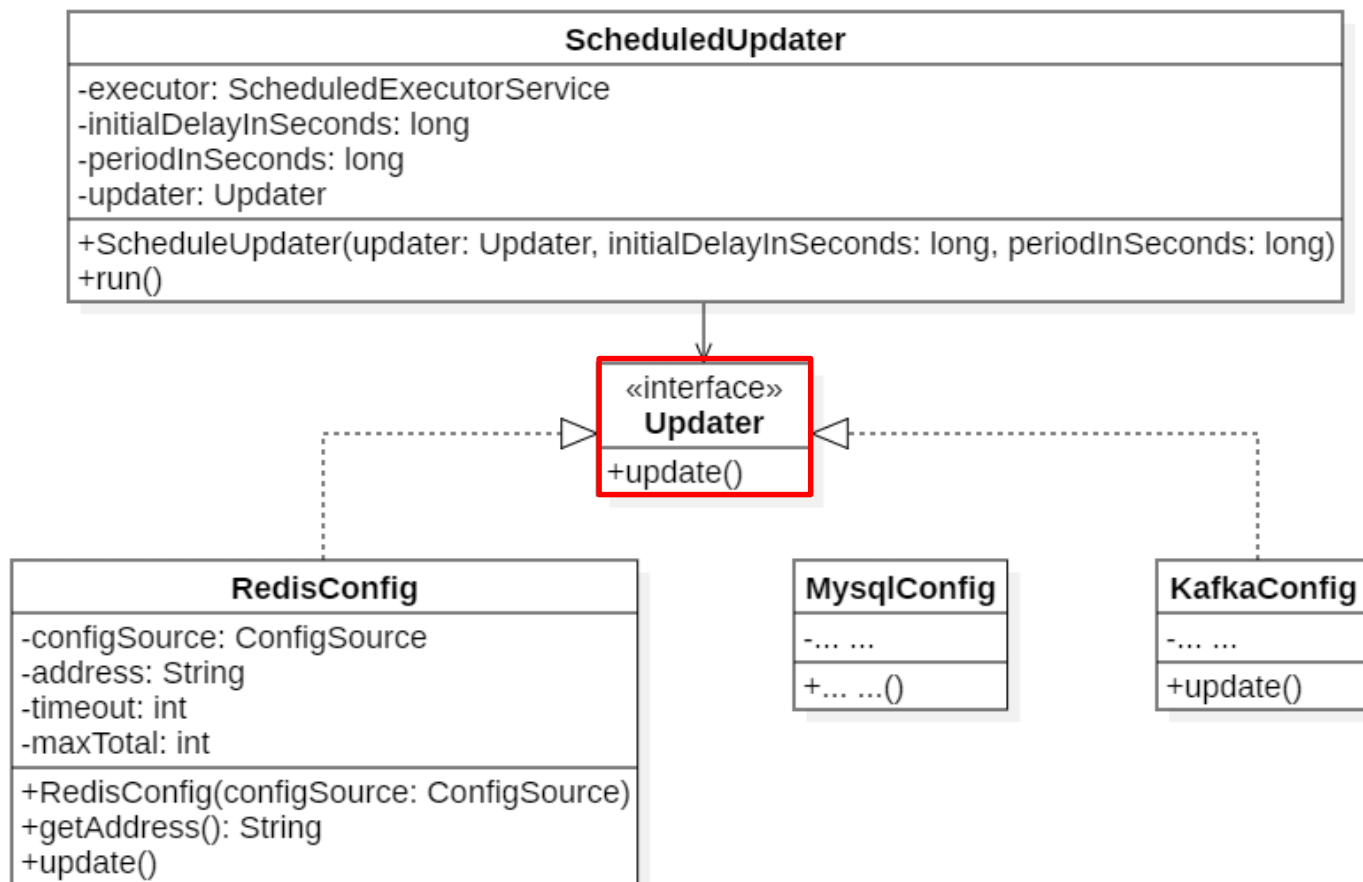 ScheduledUpdater
-executor: ScheduledExecutorService
-initialDelayInSeconds: long
-periodInSeconds: long
-updater: Updater
+ScheduleUpdater(updater: Updater, initialDelayInSeconds: long, periodInSeconds: long)
+run()
«interface»
Updater
+update()
RedisConfig
-configSource: ConfigSource
-address: String
-timeout: int
-maxTotal: int
+RedisConfig(configSource: ConfigSource)
+getAddress(): String
+update()
MysqlConfig
-... ...
+... ...()
KafkaConfig
-... ...
+update()